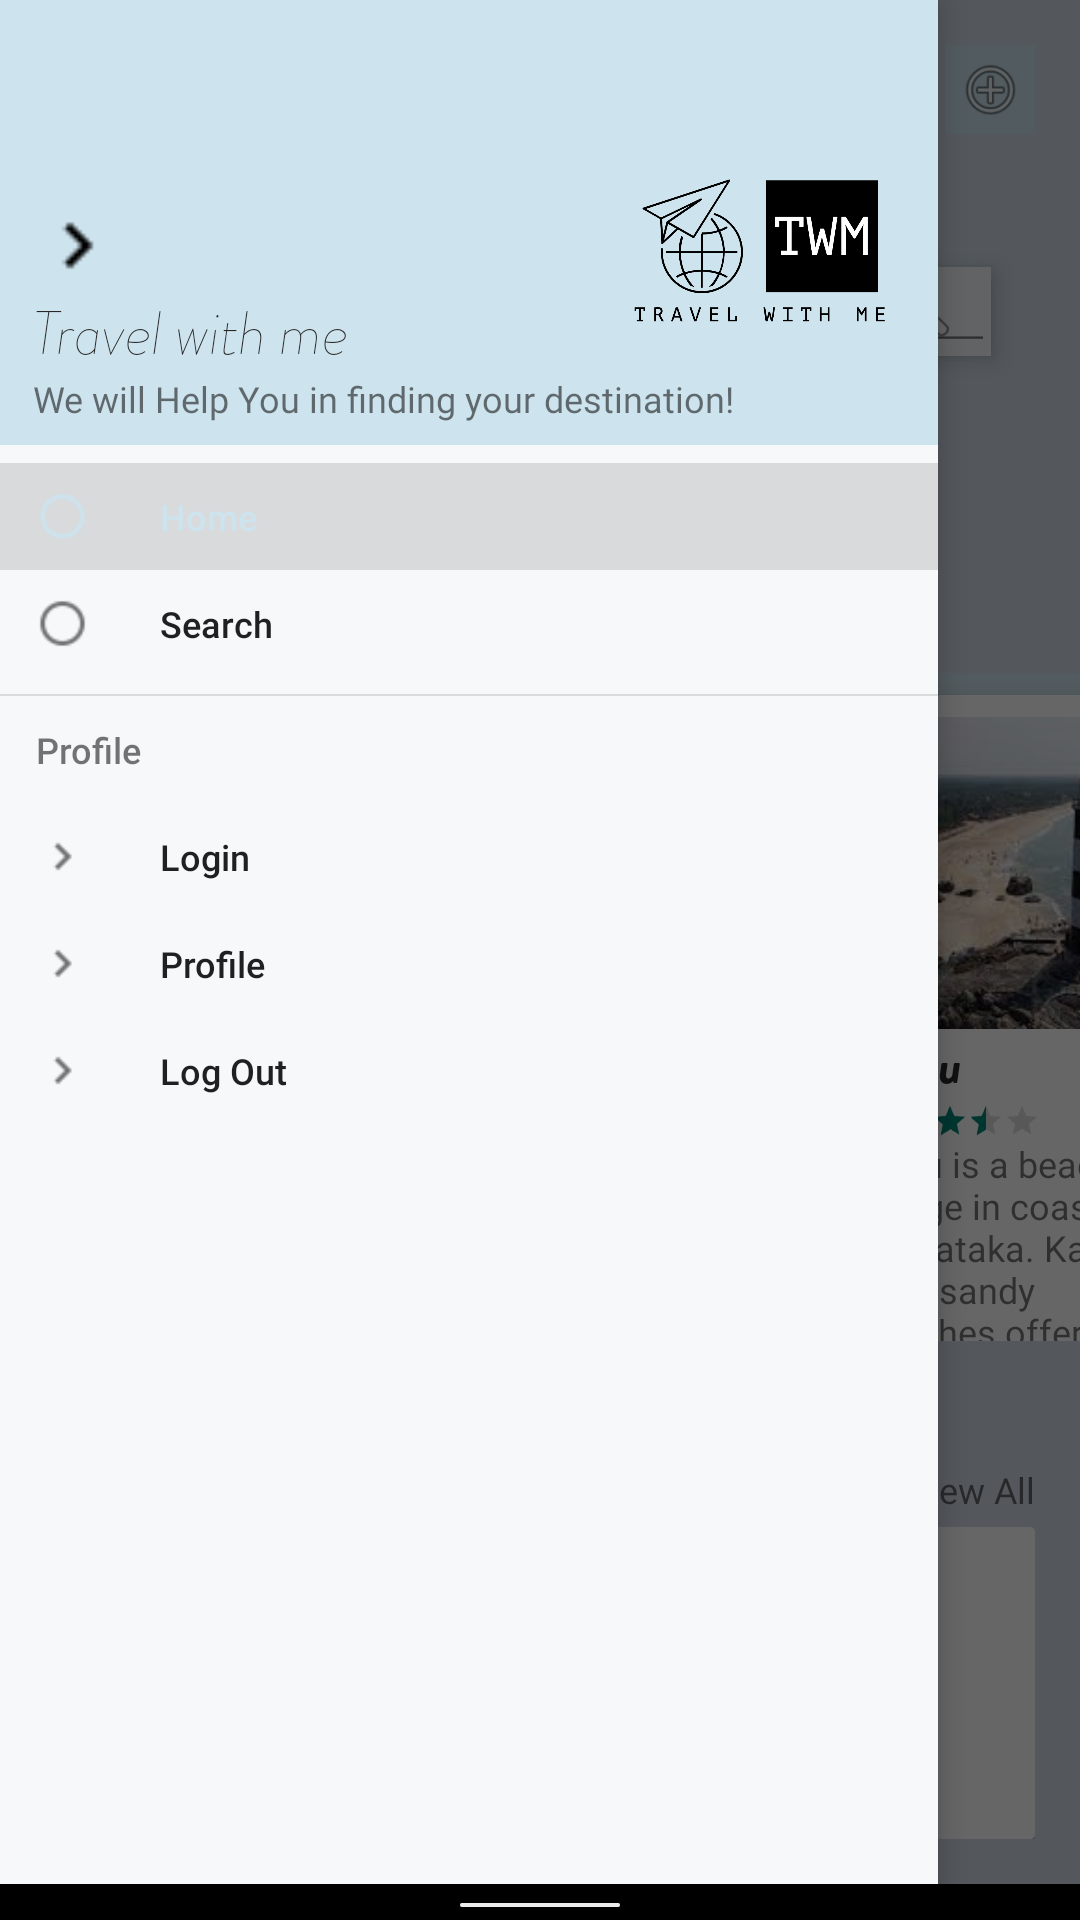 TWM
TRAVEL WITH ME
Travel with me
We will Help You in finding your destination!
Home
Search
Profile
Login
Profile
Log Out
u
is a bea
ge in coas
ataka. Ka
sandy
hes offer
ew All